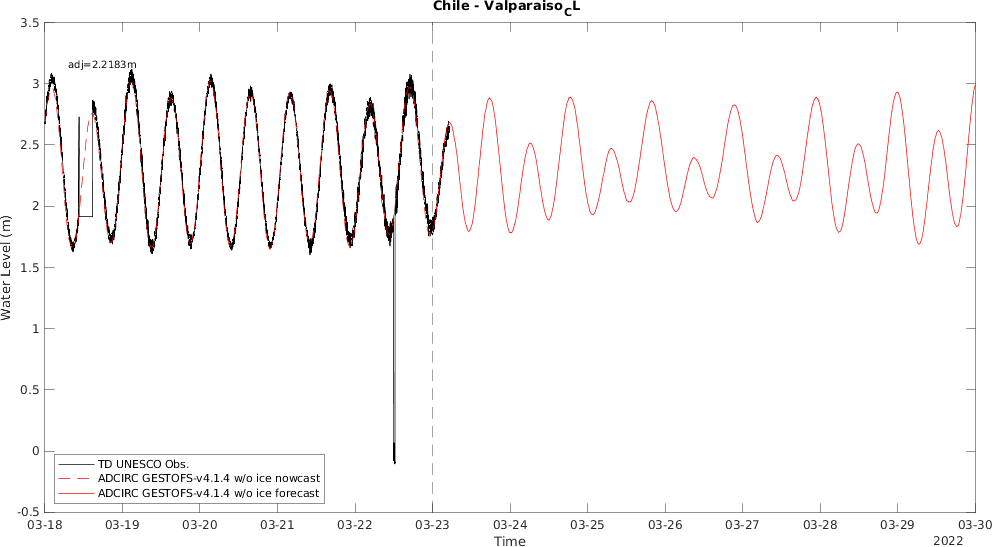 Chile - Valparaiso_CL
adj=2.2183m
3.5
3
2.5
2
1.5
1
0.5
0
-0.5
Water Level (m)
TD UNESCO Obs.
ADCIRC GESTOFS-v4.1.4 w/o ice nowcast
ADCIRC GESTOFS-v4.1.4 w/o ice forecast
03-18 03-19 03-20 03-21 03-22 03-23 03-24 03-25 03-26 03-27 03-28 03-29 03-30
Time
2022